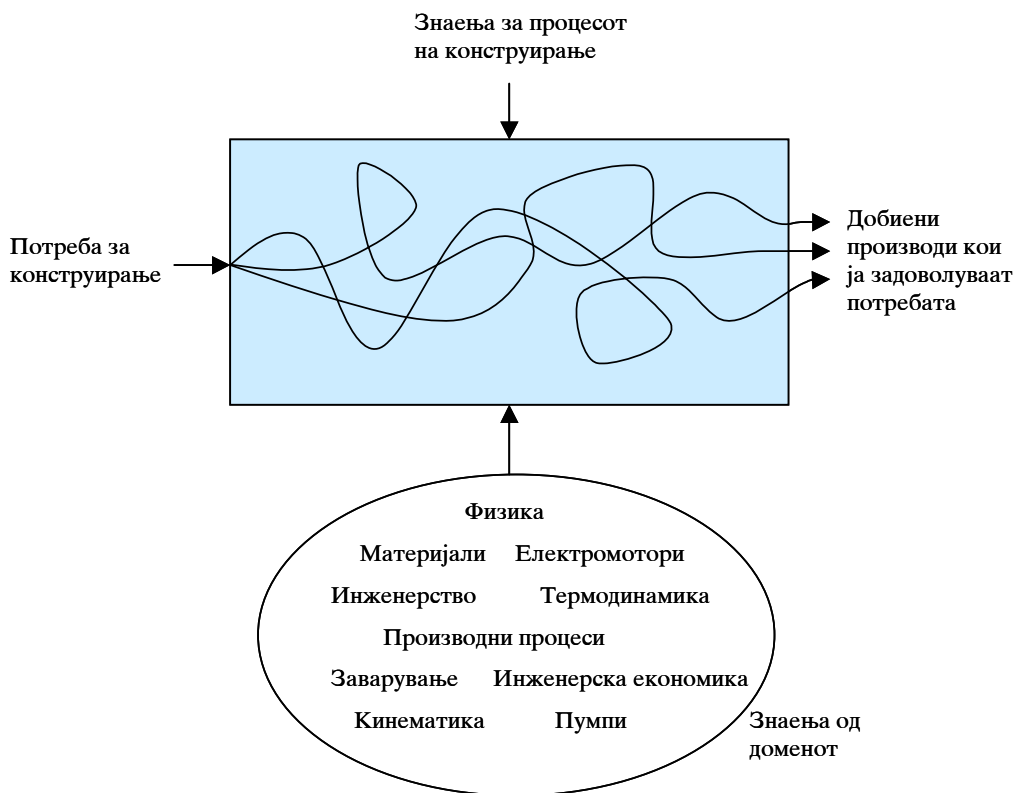 Знаења за процесот
на конструирање
Потреба за
конструирање
Добиени
производи кои
ја задоволуваат
потребата
Физика
Материјали Електромотори
Инженерство Термодинамика
Производни процеси
Заварување Инженерска економика
Кинематика Пумпи
Знаења од
доменот